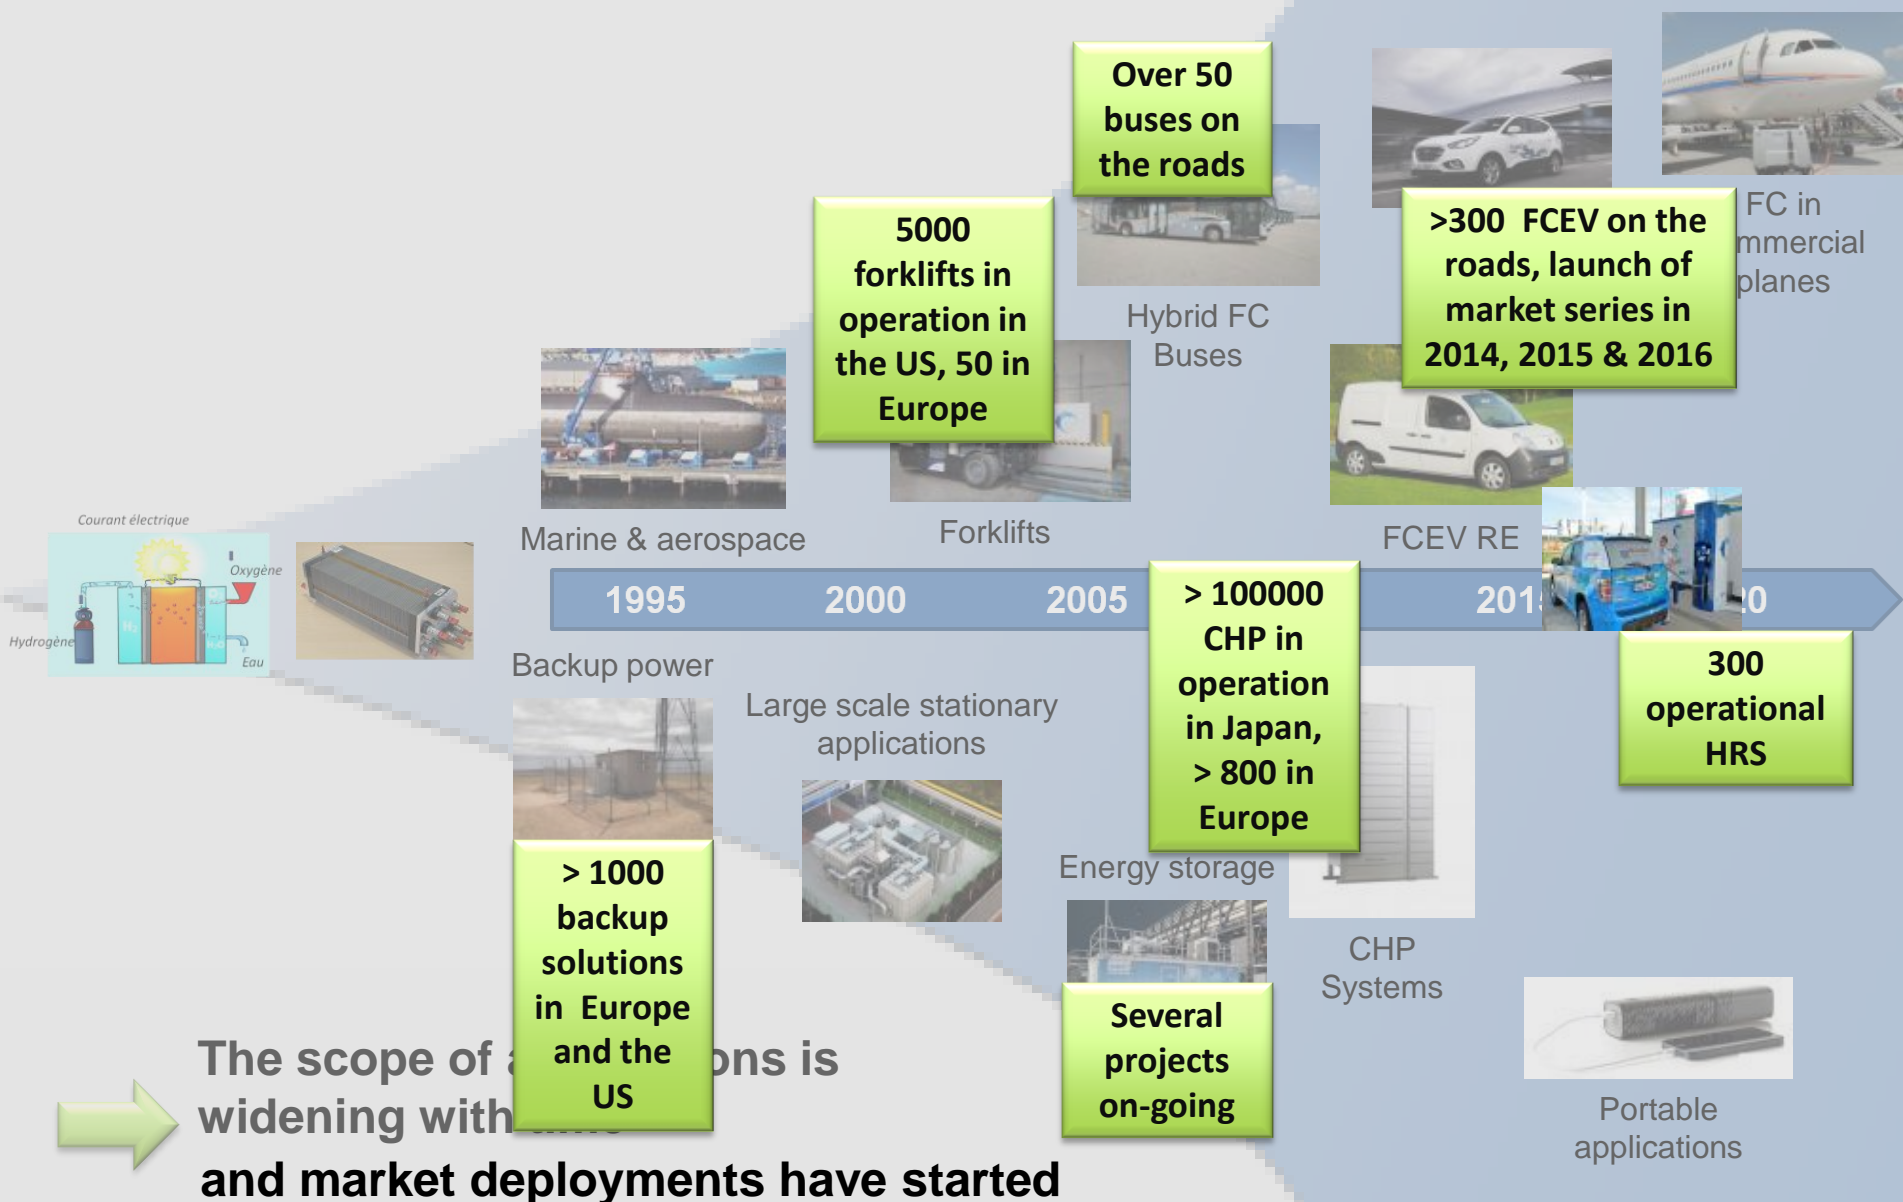 Over 50
buses on
the roads
5000
forklifts in
operation in
the US, 50 in
Europe
>300 FCEV on the
roads, launch of
market series in
2014, 2015 & 2016
FC in
planes
Hybrid FC
Buses
Marine & aerospace
Forklifts
FCEV RE
Courant électrique
Oxygène
Hydrogène
Eau
H₂
1995
2000
2005
> 100000
CHP in
operation
in Japan,
> 800 in
Europe
300
operational
HRS
Backup power
Large scale stationary
applications
> 1000
backup
solutions
in Europe
and the
US
Energy storage
Several
projects
on-going
CHP
Systems
Portable
applications
The scope of is
widening with
and market deployments have started